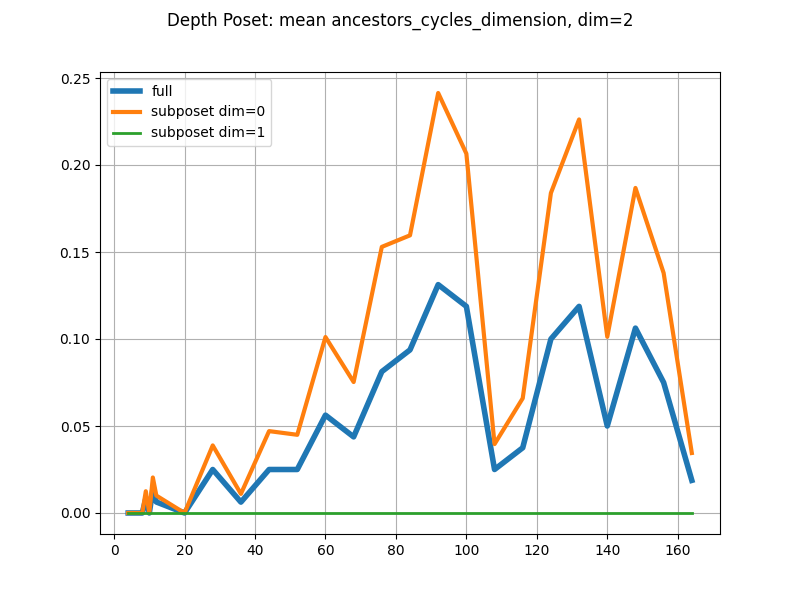 Depth Poset: mean ancestors_cycles_dimension, dim=2
full
subposet dim=0
subposet dim=1
0.25
0.20
0.15
0.10
0.05
0.00
0 20 40 60 80 100 120 140 160